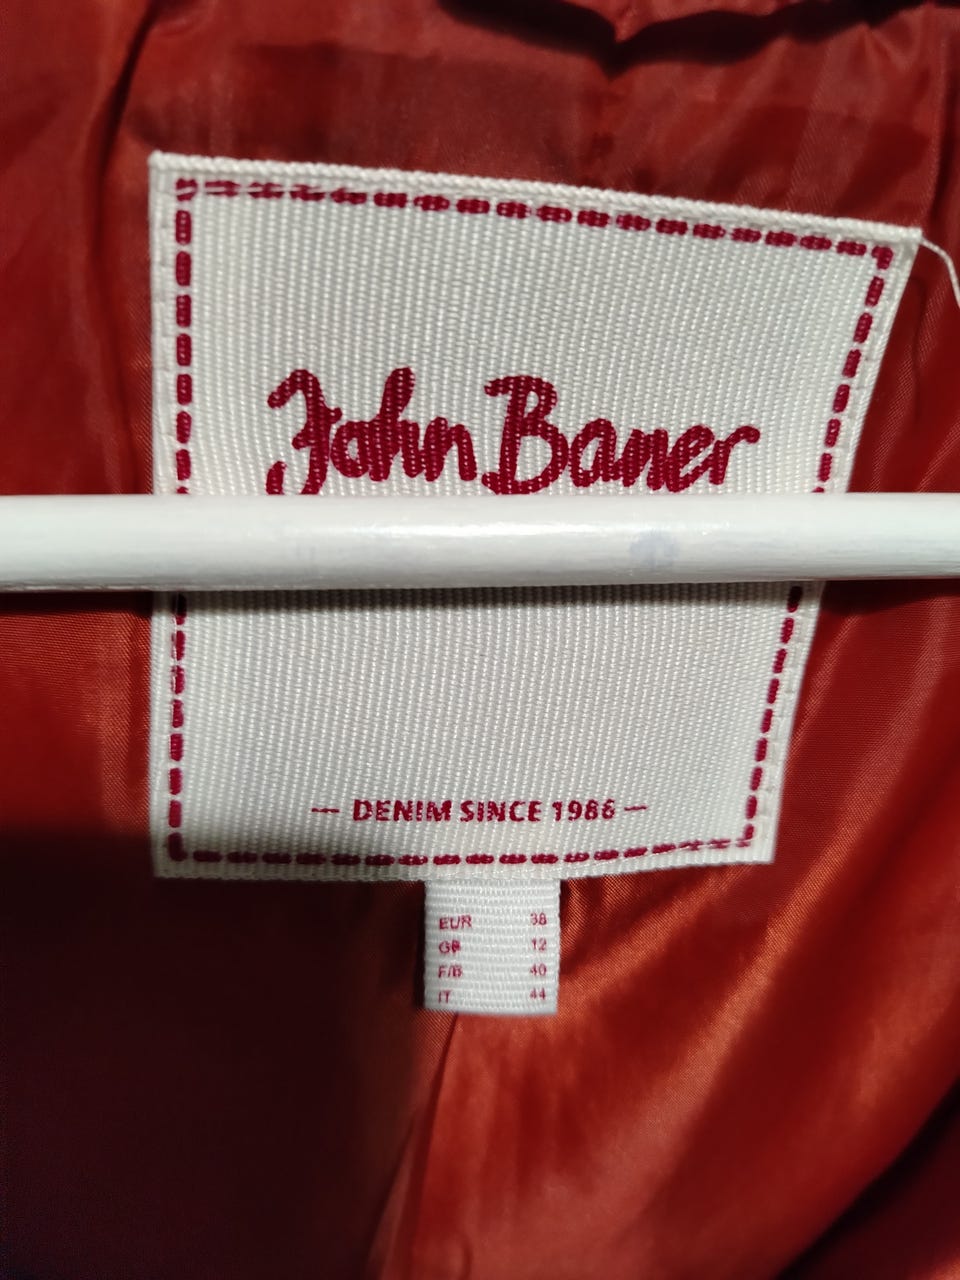 John Baner
— DENIM SINCE 1986 —
EUR 38
GB 12
F/B 40
IT 44